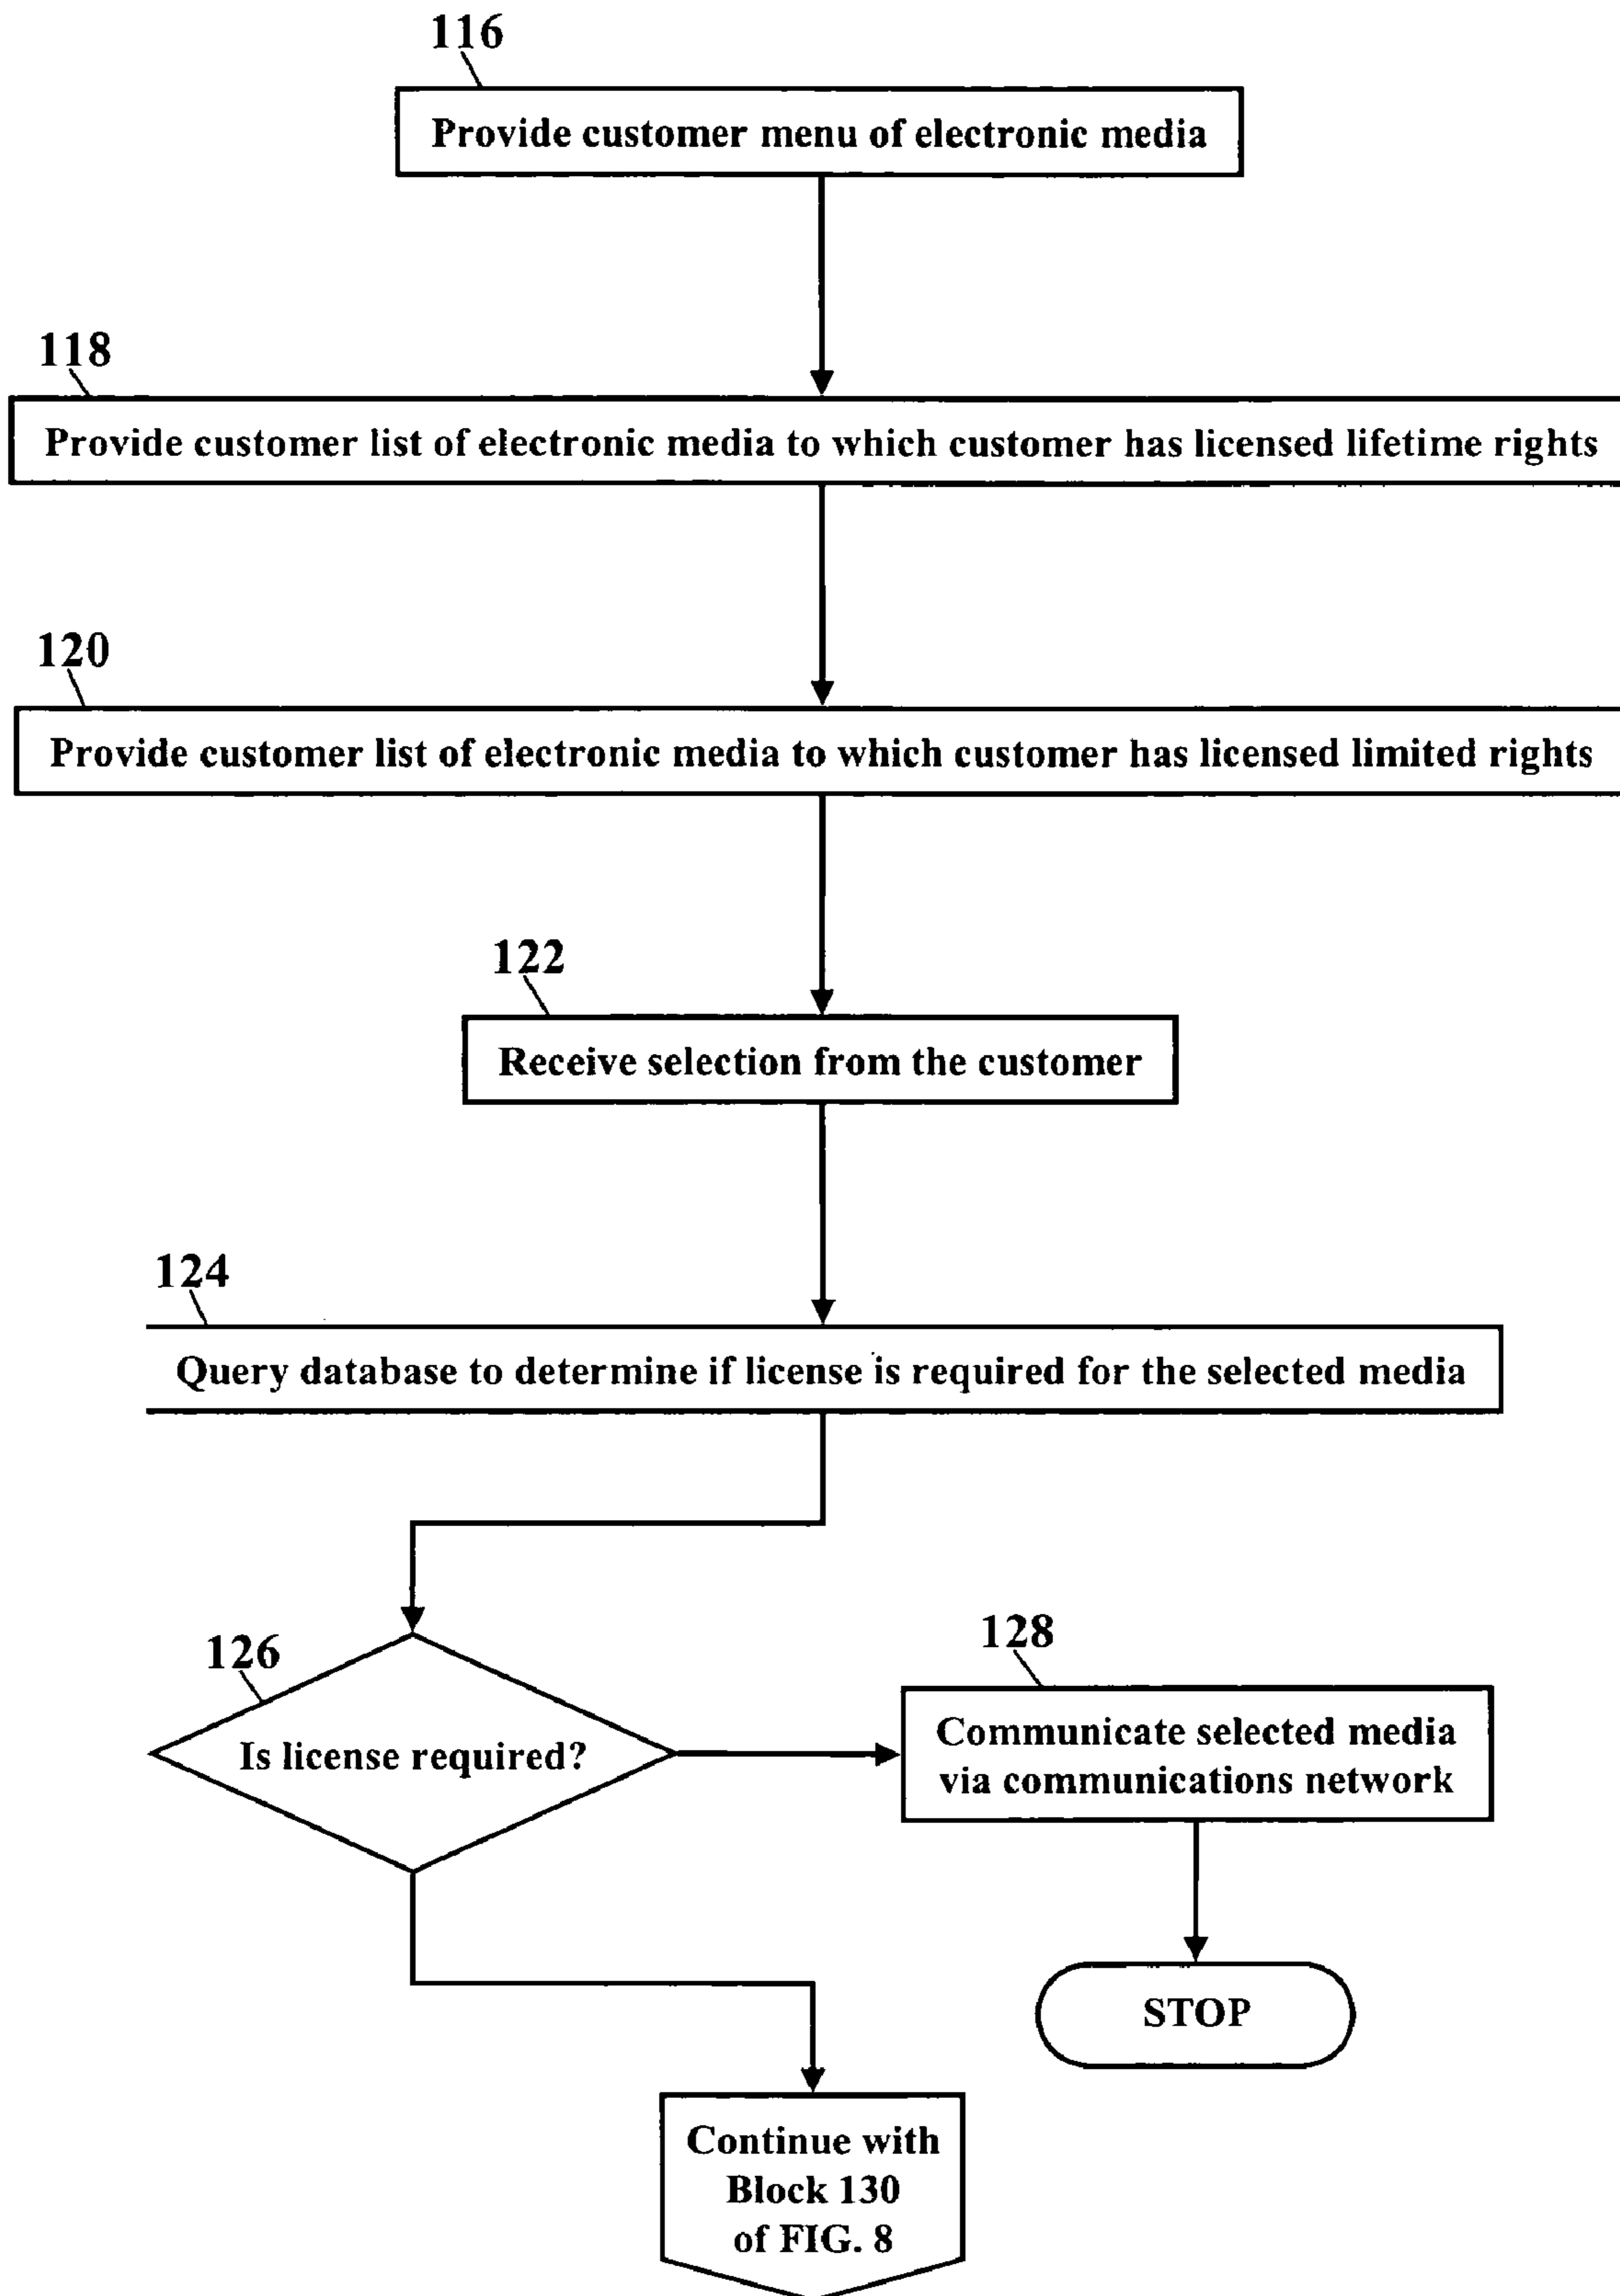 116
Provide customer menu of electronic media
118
Provide customer list of electronic media to which customer has licensed lifetime rights
120
Provide customer list of electronic media to which customer has licensed limited rights
122
Receive selection from the customer
124
Query database to determine if license is required for the selected media
126
Is license required?
128
Communicate selected media
via communications network
STOP
Continue with
Block 130
of FIG. 8